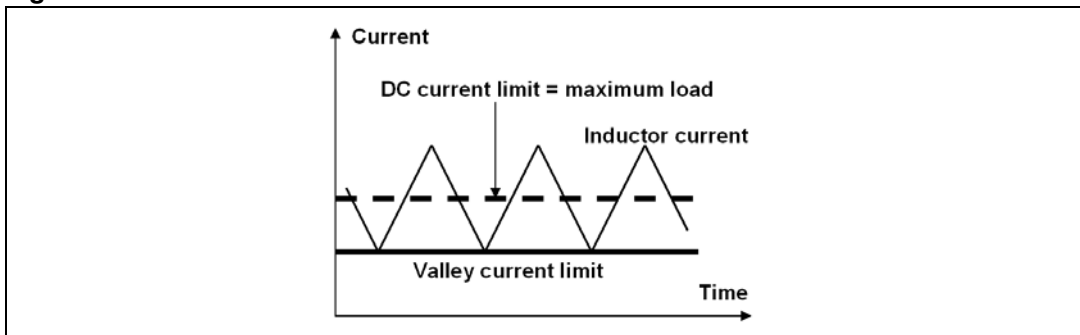 Current
DC current limit = maximum load
Inductor current
Valley current limit
Time